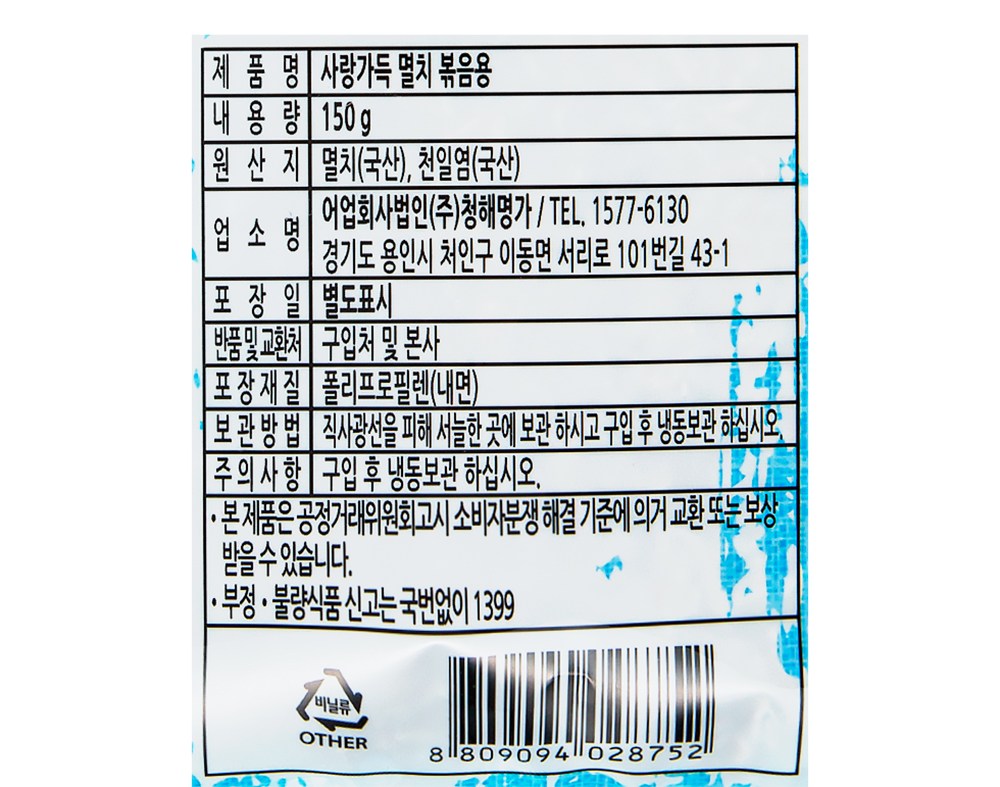 제 품 명 사랑가득 멸치 볶음용
내 용 량 150 g
원 산 지 멸치(국산), 천일염(국산)
업 소 명 어업회사법인(주)청해명가 / TEL. 1577-6130
경기도 용인시 처인구 이동면 서리로 101번길 43-1
포 장 일 별도표시
반품 및 교환처 구입처 및 본사
포 장 재 질 폴리프로필렌(내면)
보 관 방 법 직사광선을 피해 서늘한 곳에 보관 하시고 구입 후 냉동보관 하십시오.
주 의 사 항 구입 후 냉동보관 하십시오.
· 본 제품은 공정거래위원회고시 소비자분쟁 해결 기준에 의거 교환 또는 보상
받을 수 있습니다.
· 부정 · 불량식품 신고는 국번없이 1399
비닐류
OTHER
8 809094 028752